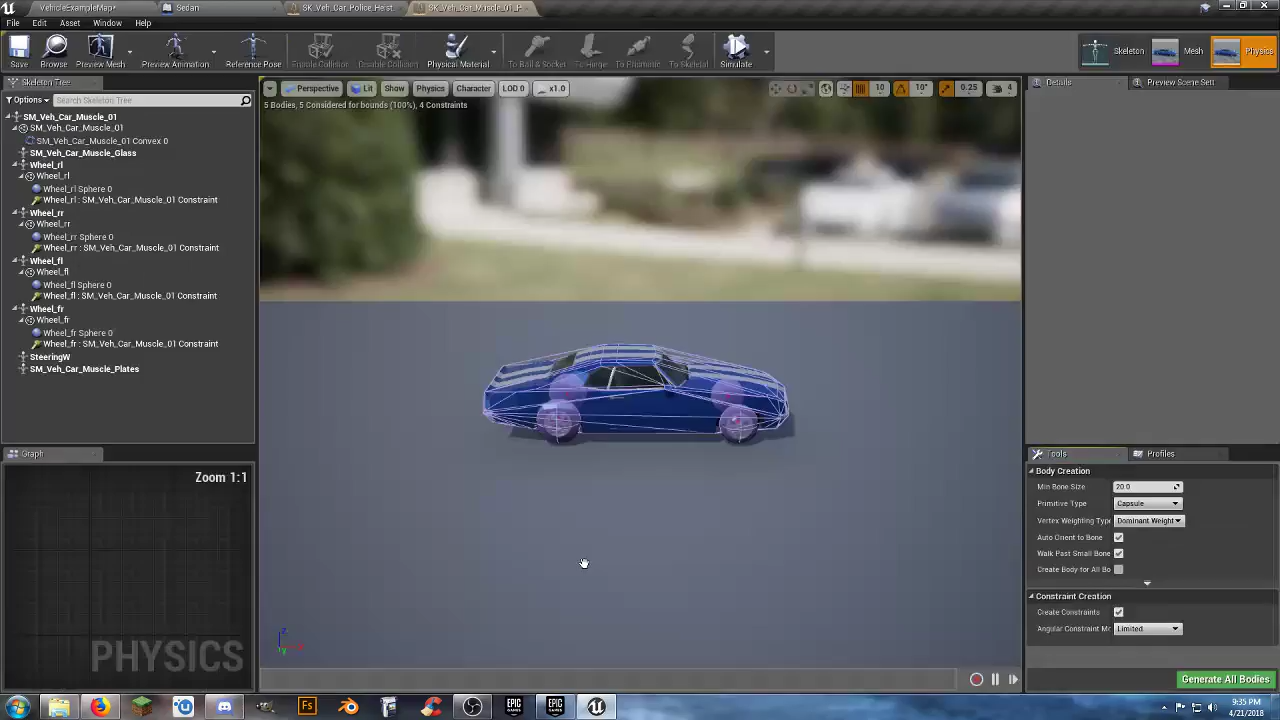 VehicleExampleMap*
Sedan
SK_Veh_Car_Police_Heist
SK_Veh_Car_Muscle_01_P
File Edit Asset Window Help
Save
Browse
Preview Mesh
Preview Animation
Reference Pose
Enable Collision
Disable Collision
Physical Material
To Ball & Socket
To Hinge
To Prismatic
To Skeletal
Simulate
Skeleton
Mesh
Physics
Skeleton Tree
Options
Search Skeleton Tree
SM_Veh_Car_Muscle_01
SM_Veh_Car_Muscle_01
SM_Veh_Car_Muscle_01 Convex 0
SM_Veh_Car_Muscle_Glass
Wheel_rl
Wheel_rl
Wheel_rl Sphere 0
Wheel_rl : SM_Veh_Car_Muscle_01 Constraint
Wheel_rr
Wheel_rr
Wheel_rr Sphere 0
Wheel_rr : SM_Veh_Car_Muscle_01 Constraint
Wheel_fl
Wheel_fl
Wheel_fl Sphere 0
Wheel_fl : SM_Veh_Car_Muscle_01 Constraint
Wheel_fr
Wheel_fr
Wheel_fr Sphere 0
Wheel_fr : SM_Veh_Car_Muscle_01 Constraint
SteeringW
SM_Veh_Car_Muscle_Plates
Graph
Zoom 1:1
PHYSICS
Perspective Lit Show Physics Character LOD 0 x1.0
10 10° 0.25 4
5 Bodies, 5 Considered for bounds (100%), 4 Constraints
z
y
Details
Preview Scene Sett
Tools
Profiles
Body Creation
Min Bone Size 20.0
Primitive Type Capsule
Vertex Weighting Typ Dominant Weight
Auto Orient to Bone
Walk Past Small Bone
Create Body for All Bo
Constraint Creation
Create Constraints
Angular Constraint Mo Limited
Generate All Bodies
Fs
EPIC GAMES
EPIC GAMES
9:35 PM
4/21/2018